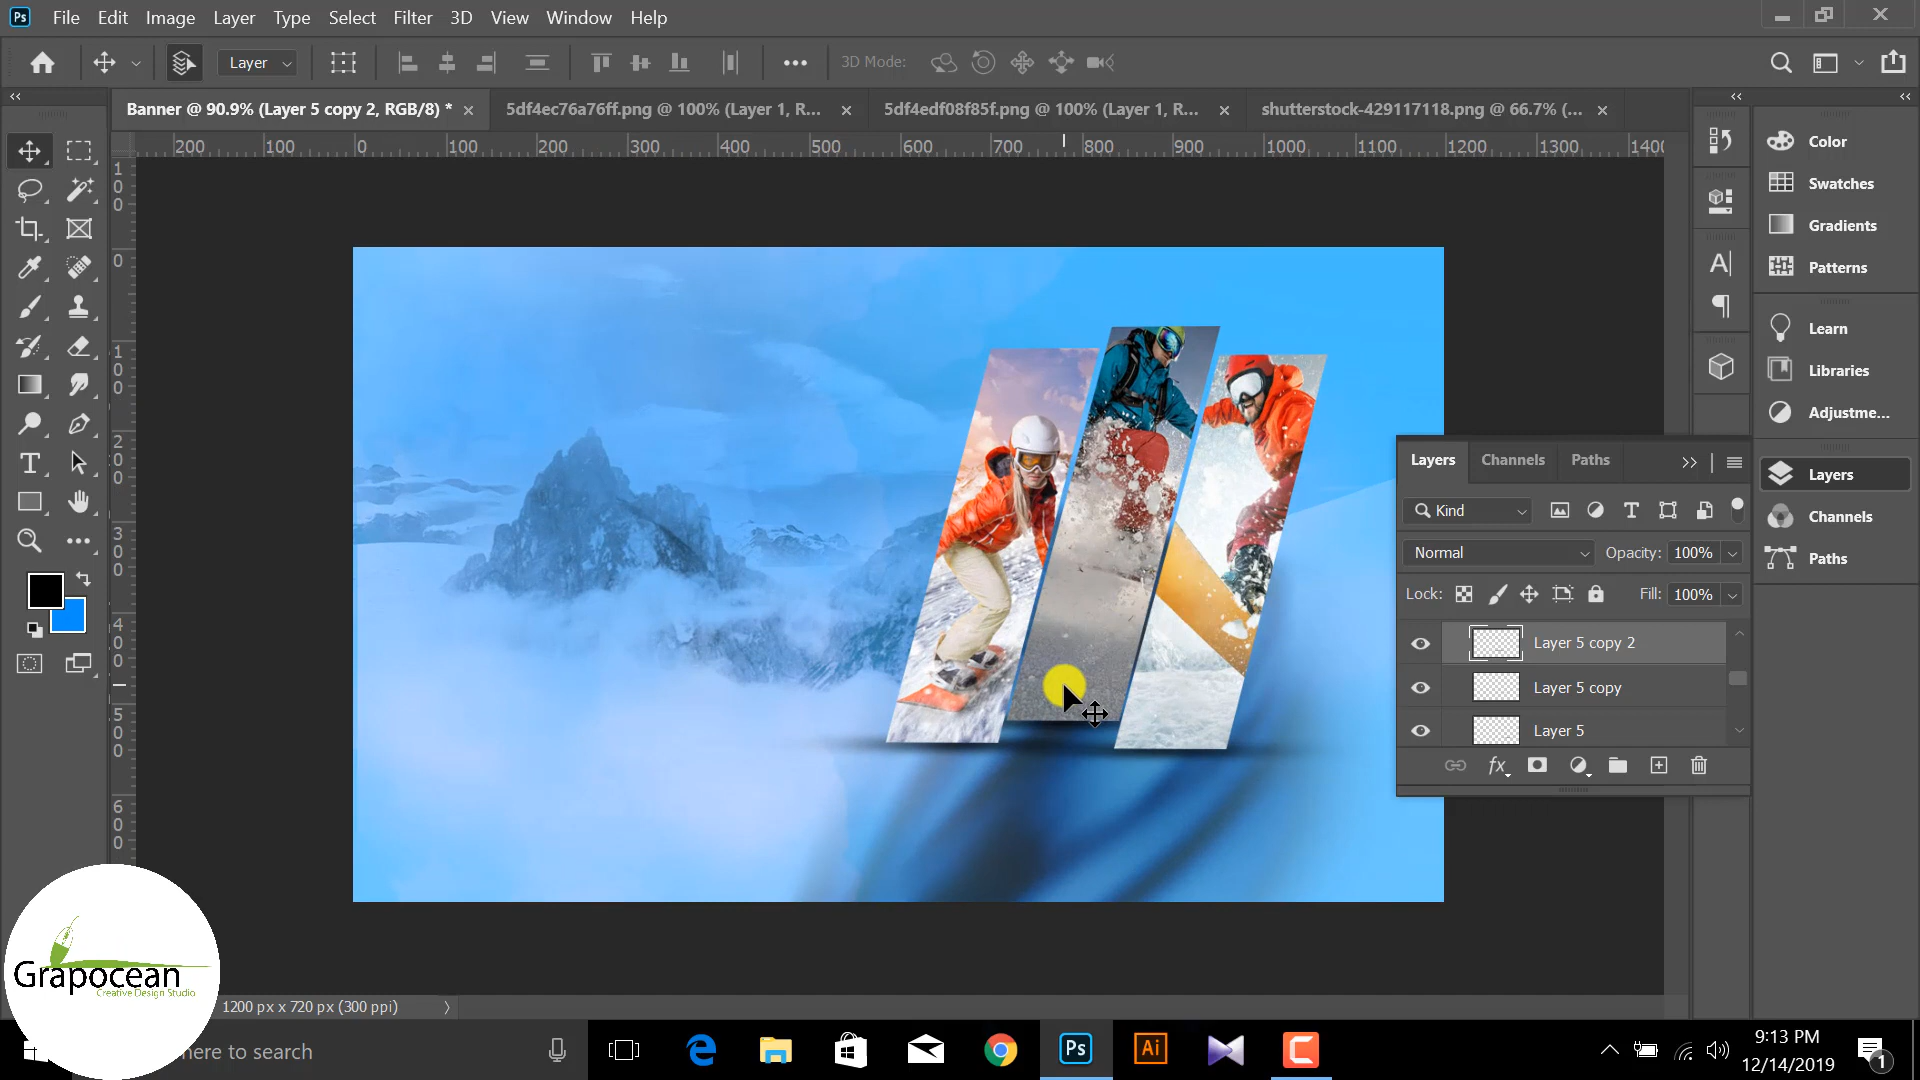 Ps File Edit Image Layer Type Select Filter 3D View Window Help
Layer 3D Mode:
Banner @ 90.9% (Layer 5 copy 2, RGB/8) * 5df4ec76a76ff.png @ 100% (Layer 1, R... 5df4edf08f85f.png @ 100% (Layer 1, R... shutterstock-429117118.png @ 66.7% (...
200 100 0 100 200 300 400 500 600 700 800 900 1000 1100 1200 1300 1400
100
0
100
200
300
400
500
600
Color
Swatches
Gradients
Patterns
Learn
Libraries
Adjustme...
Layers
Channels
Paths
Layers Channels Paths
Kind
Normal Opacity: 100%
Lock: Fill: 100%
Layer 5 copy 2
Layer 5 copy
Layer 5
fx
Grapocean
Creative Design Studio
1200 px x 720 px (300 ppi)
here to search
Ps Ai
9:13 PM
12/14/2019
1